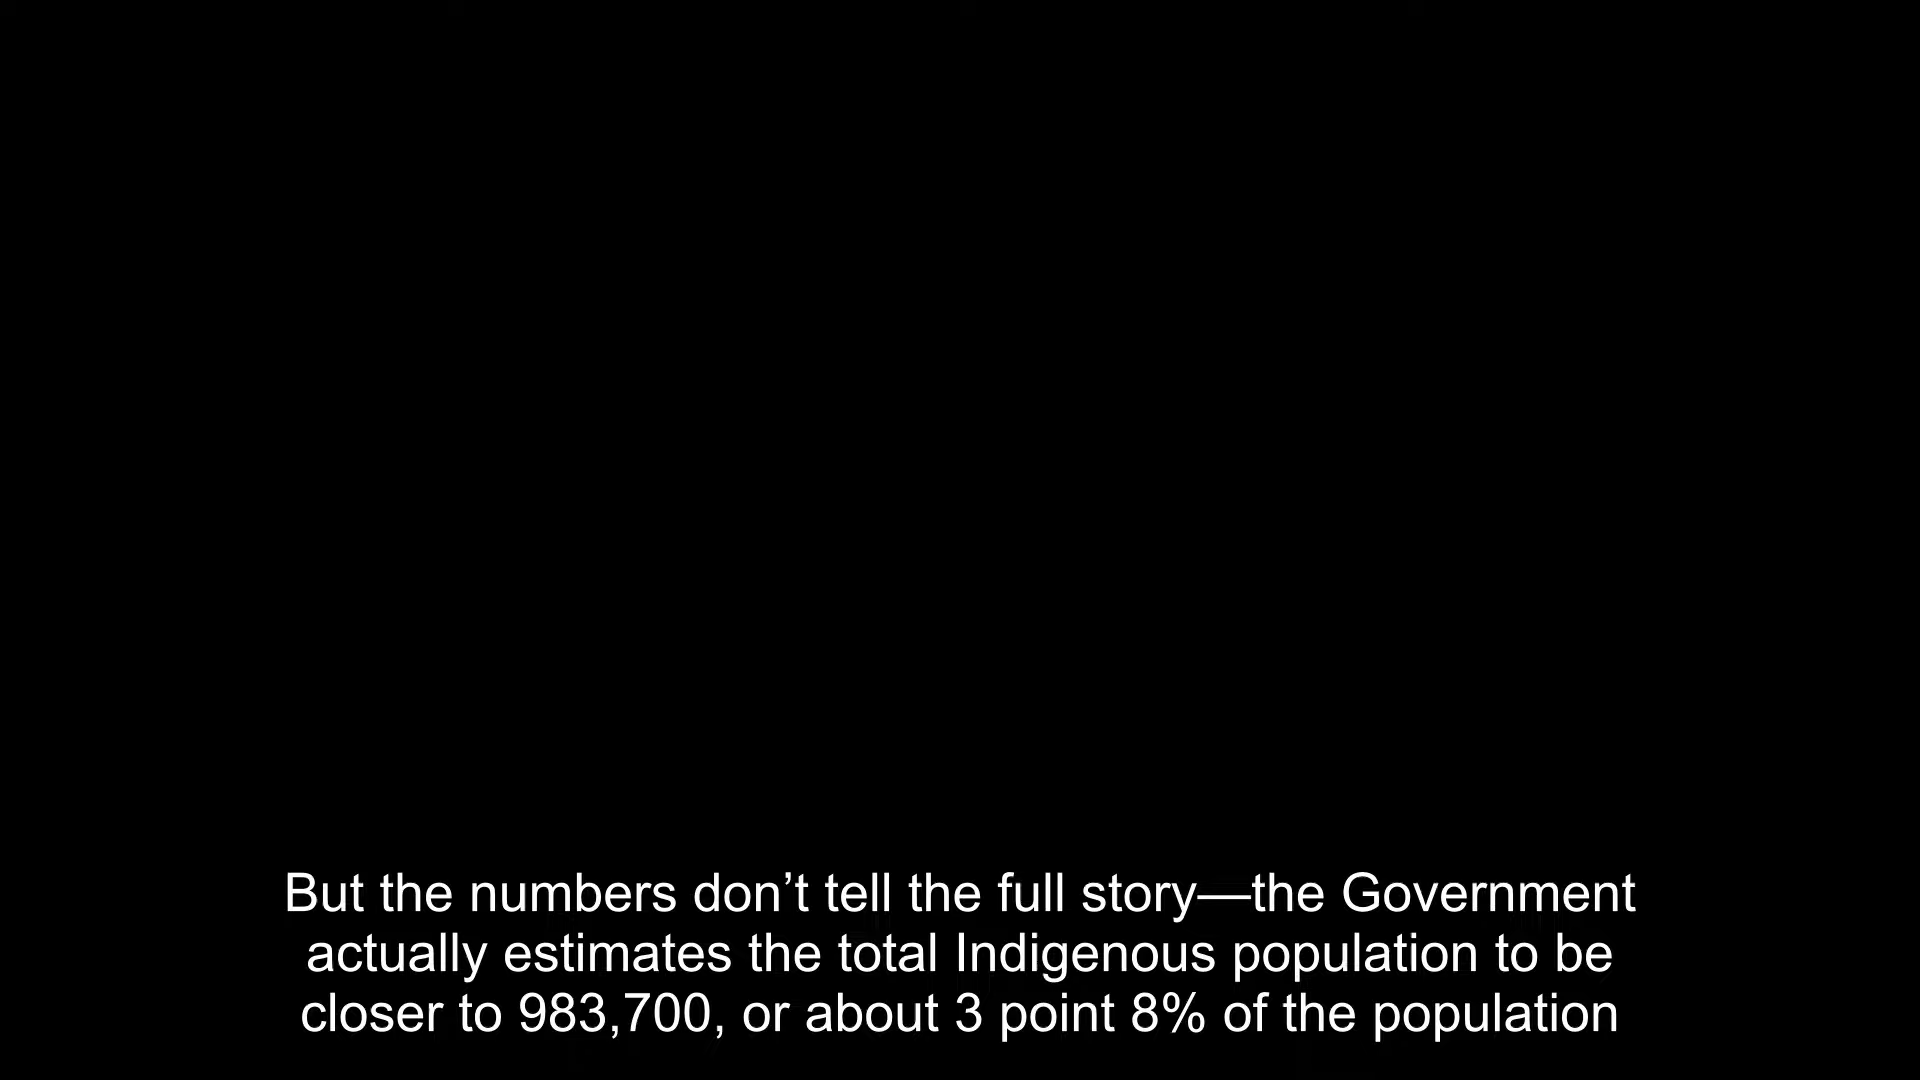 But the numbers don’t tell the full story—the Government
actually estimates the total Indigenous population to be
closer to 983,700, or about 3 point 8% of the population